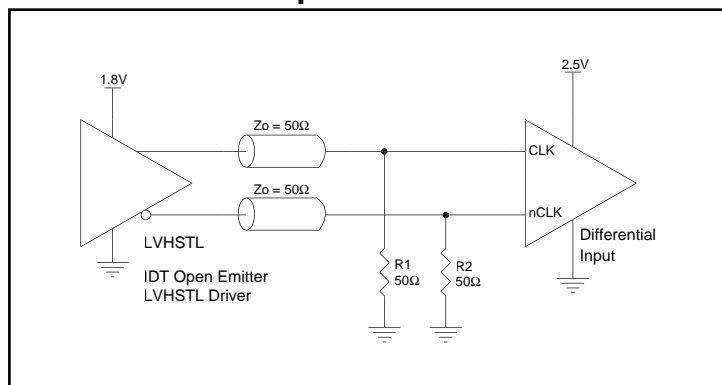 1.8V
2.5V
Zo = 50Ω
CLK
Zo = 50Ω
nCLK
LVHSTL
Differential
Input
IDT Open Emitter
LVHSTL Driver
R1
50Ω
R2
50Ω